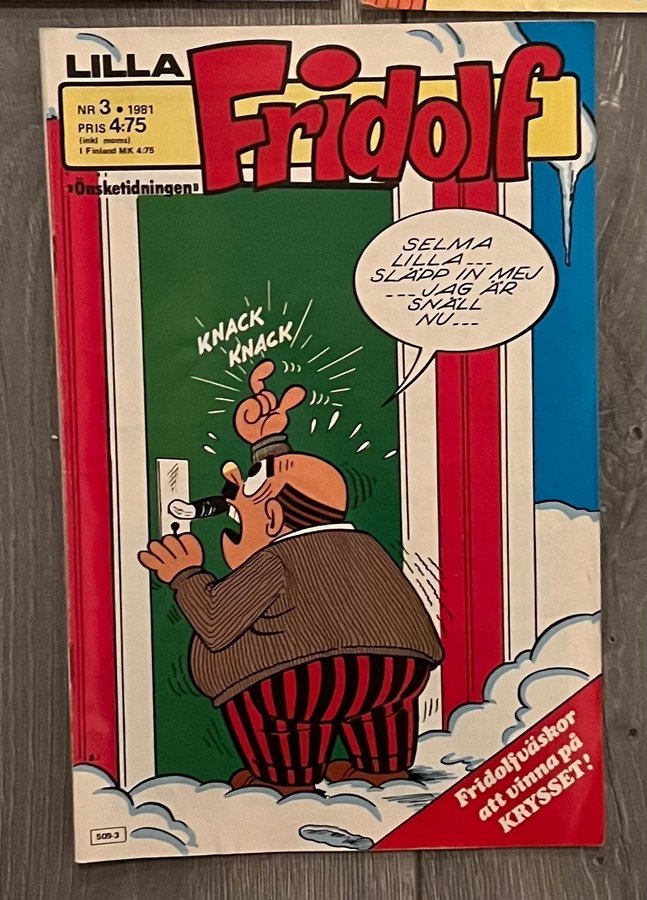 LILLA
Fridolf
NR 3 • 1981
PRIS 4:75
(inkl moms)
I Finland MK 4:75
»Önsketidningen»
SELMA
LILLA...
SLÄPP IN MEJ
...JAG ÄR
SNÄLL
NU...
KNACK
KNACK
Fridolfväskor
att vinna på
KRYSSET!
509-3